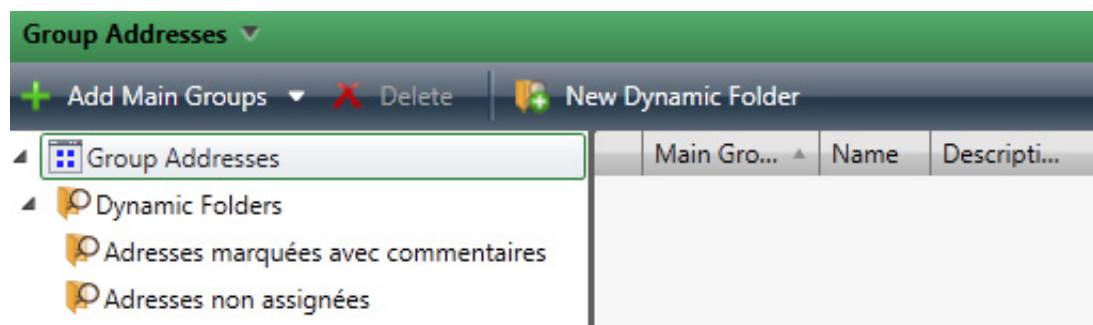 Group Addresses
Add Main Groups Delete New Dynamic Folder
Group Addresses Main Gro... Name Descripti...
Dynamic Folders
Adresses marquées avec commentaires
Adresses non assignées